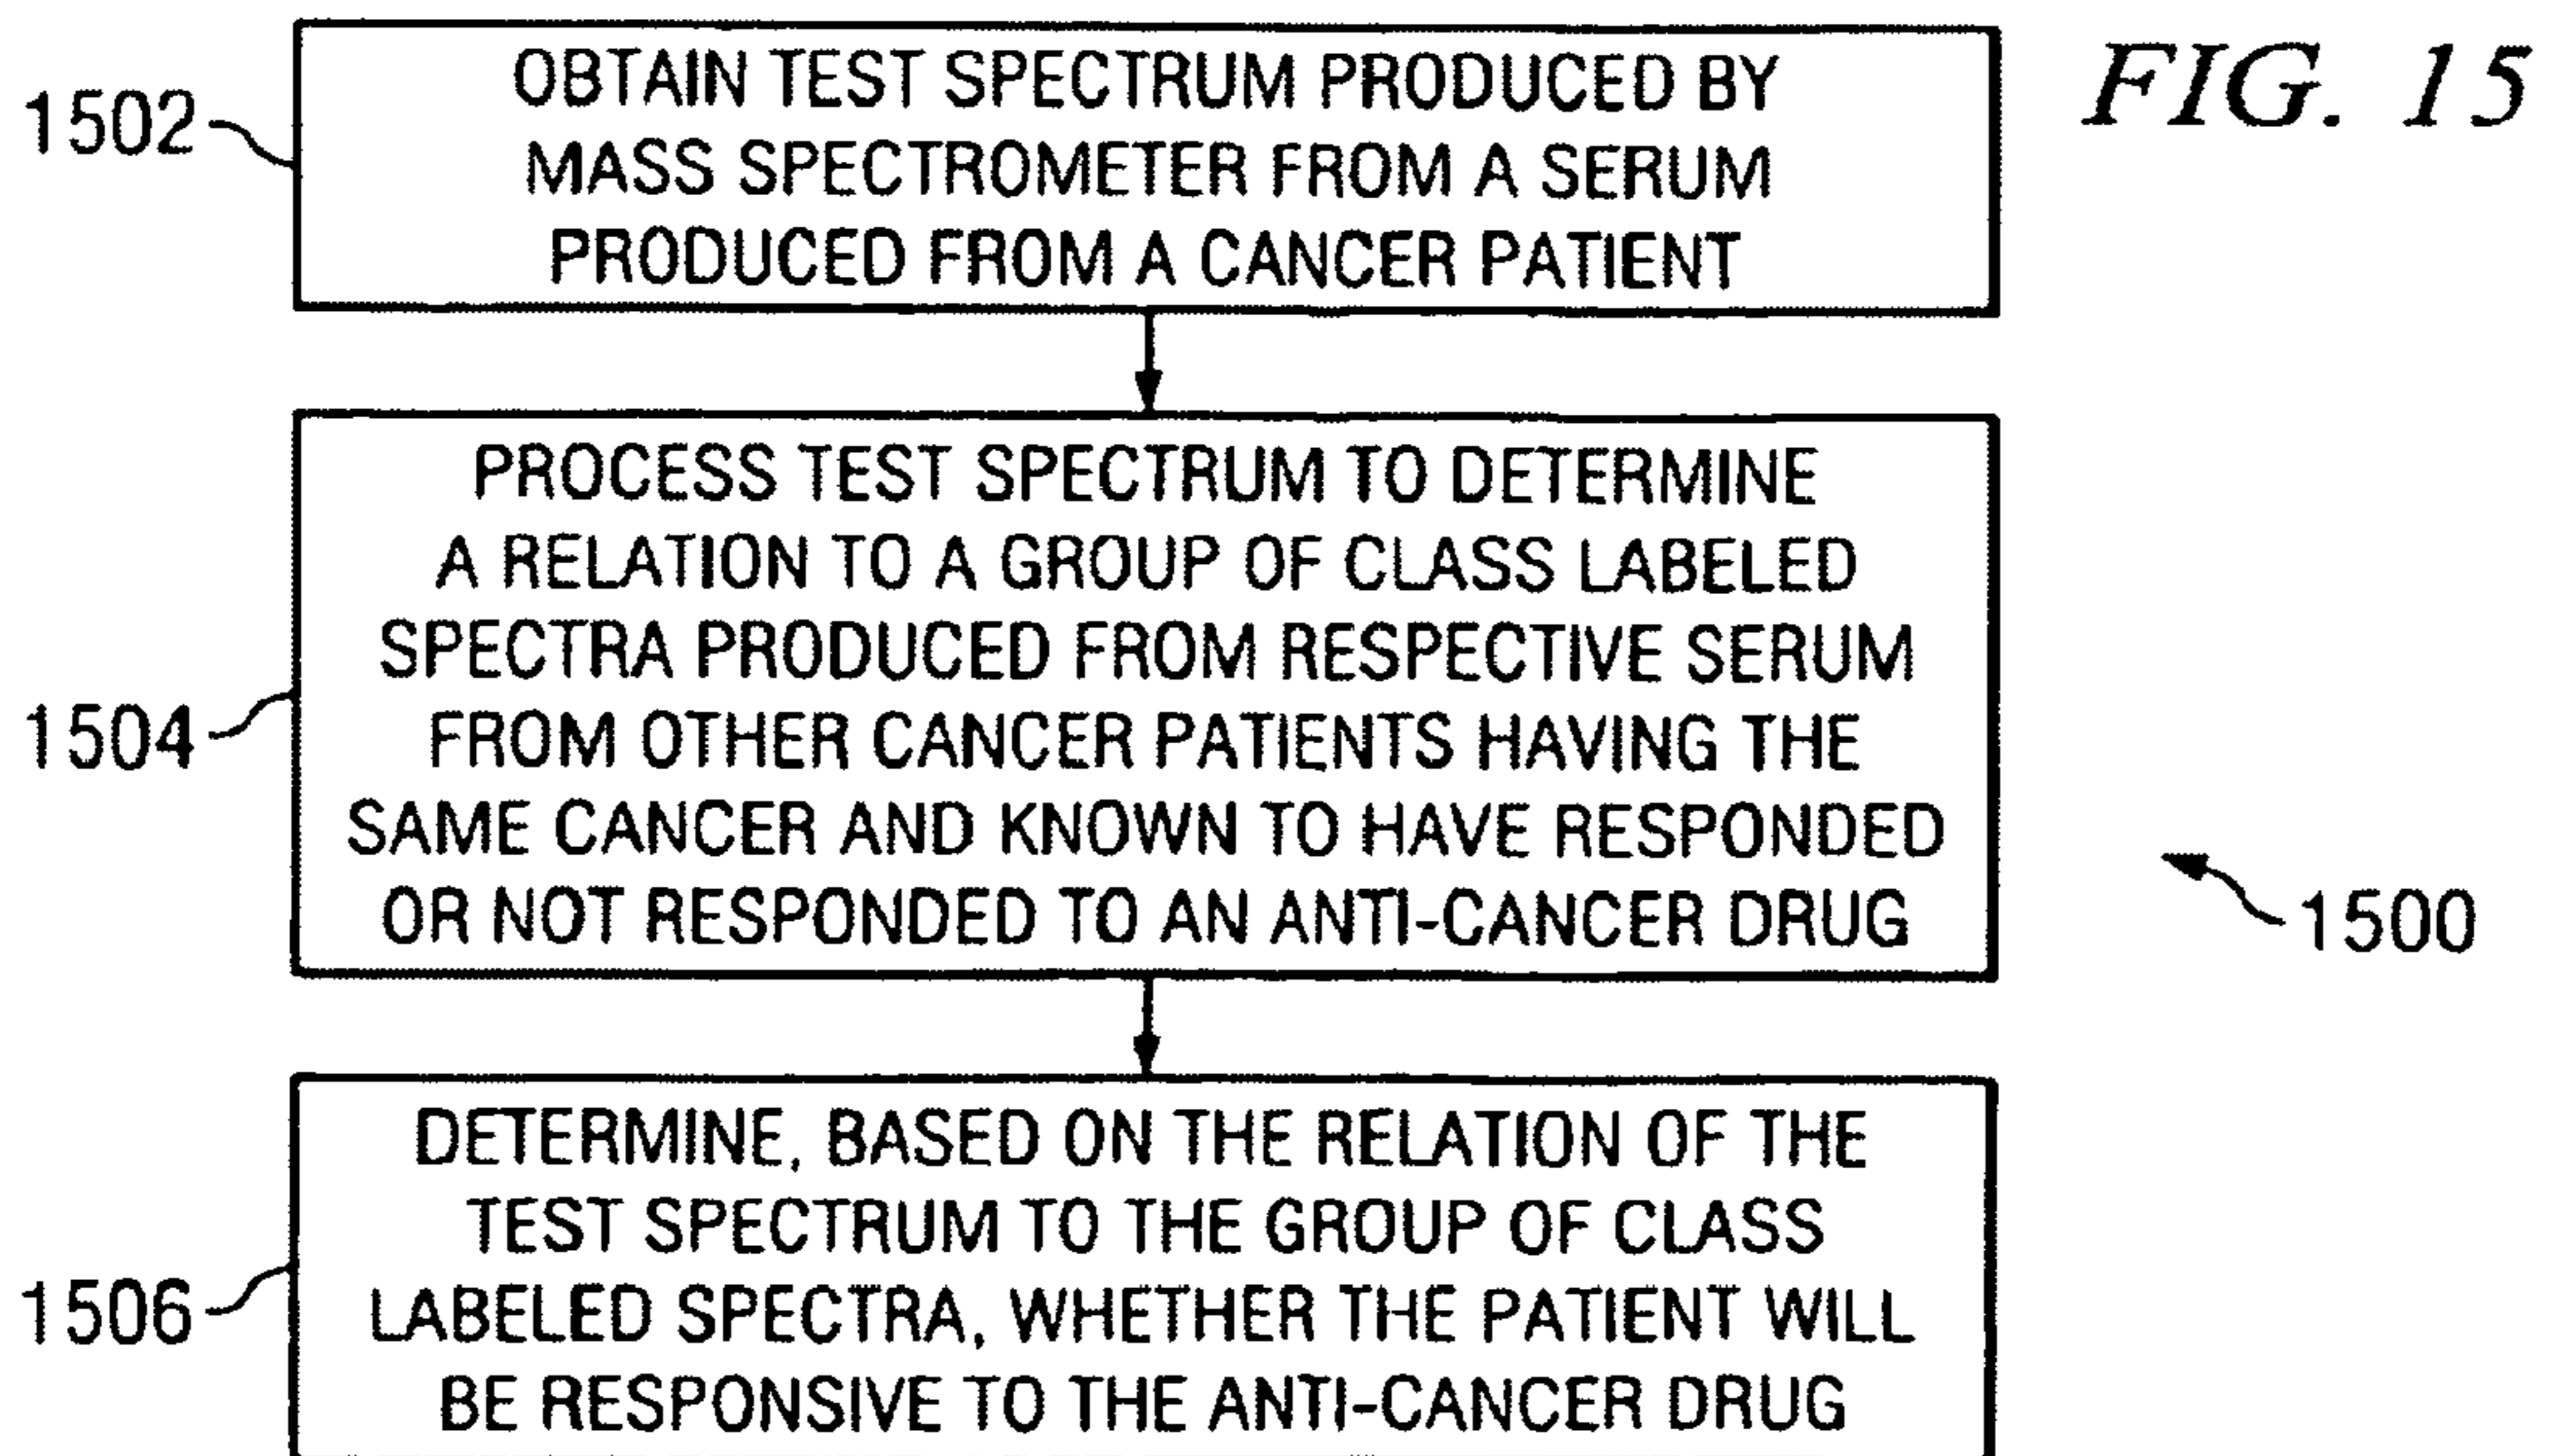 FIG. 15
1502
OBTAIN TEST SPECTRUM PRODUCED BY
MASS SPECTROMETER FROM A SERUM
PRODUCED FROM A CANCER PATIENT
1504
PROCESS TEST SPECTRUM TO DETERMINE
A RELATION TO A GROUP OF CLASS LABELED
SPECTRA PRODUCED FROM RESPECTIVE SERUM
FROM OTHER CANCER PATIENTS HAVING THE
SAME CANCER AND KNOWN TO HAVE RESPONDED
OR NOT RESPONDED TO AN ANTI-CANCER DRUG
1500
1506
DETERMINE, BASED ON THE RELATION OF THE
TEST SPECTRUM TO THE GROUP OF CLASS
LABELED SPECTRA, WHETHER THE PATIENT WILL
BE RESPONSIVE TO THE ANTI-CANCER DRUG